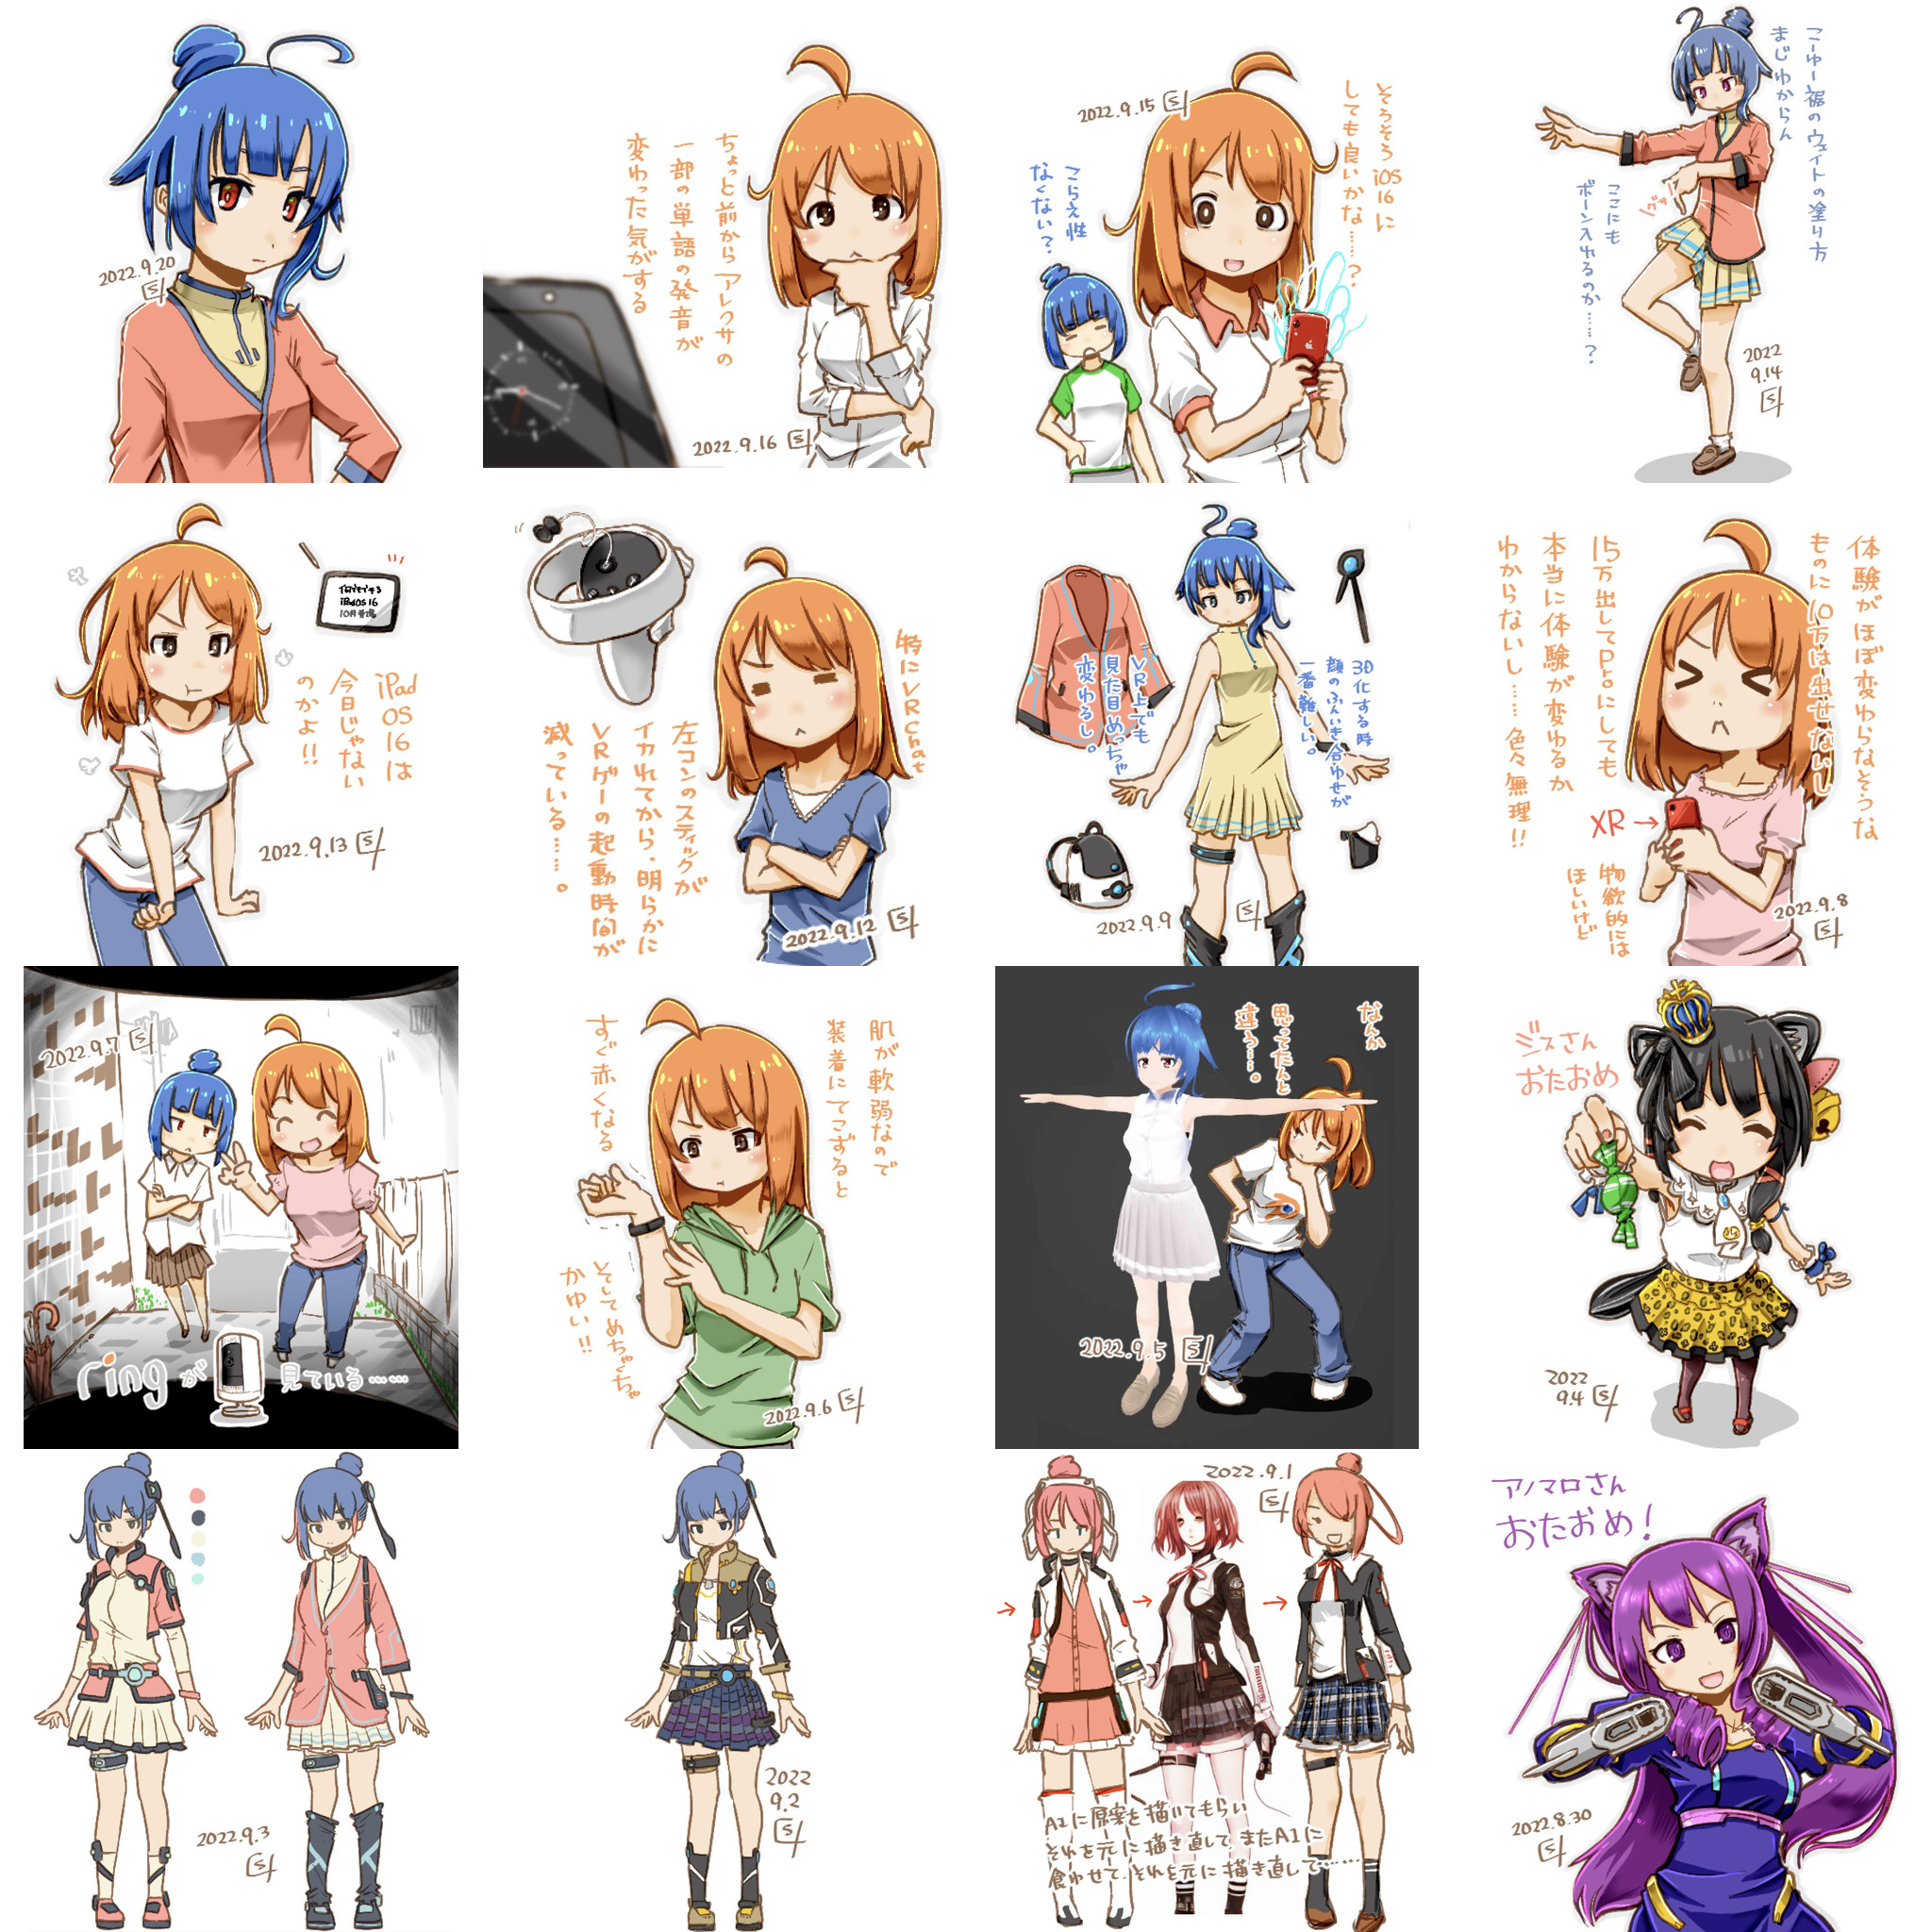 2022.9.20
ちょっと前からアレクサの
一部の単語の発音が
変わった気がする
2022.9.16
2022.9.15
そろそろiOS16に
しても良いかな……?
こらえ性
なくない?
こーゆー裾のウェイトの塗り方
まじわからん
ここにも
ボーン入れるのか……?
2022
9.14
iPadOS16
10月登場
iPad
OS
16は
今日じゃない
のかよ!!
2022.9.13
特にVRChat
左コンのスティックが
イカれてから、明らかに
VRゲーの起動時間が
減っている……。
2022.9.12
VR上でも
見た目めっちゃ
変わるし。
3D化する時
顔のふんいき合わせが
一番難しい。
2022.9.9
体験がほぼ変わらなそうな
ものに10万は出せないし
15万出してProにしても
本当に体験が変わるか
わからないし……色々無理!!
XR→
物欲的には
ほしいけど
2022.9.8
2022.9.7
ringが見ている……
肌が軟弱なので
装着にてこずると
すぐ赤くなる
そしてめちゃくちゃ
かゆい!!
2022.9.6
なんか
思ってたんと
違う…。
2022.9.5
ジスさん
おたおめ
2022
9.4
2022.9.3
2022
9.2
2022.9.1
AIに原案を描いてもらい
それを元に描き直して、またAIに
食わせて、それを元に描き直して……
アノマロさん
おたおめ!
2022.8.30